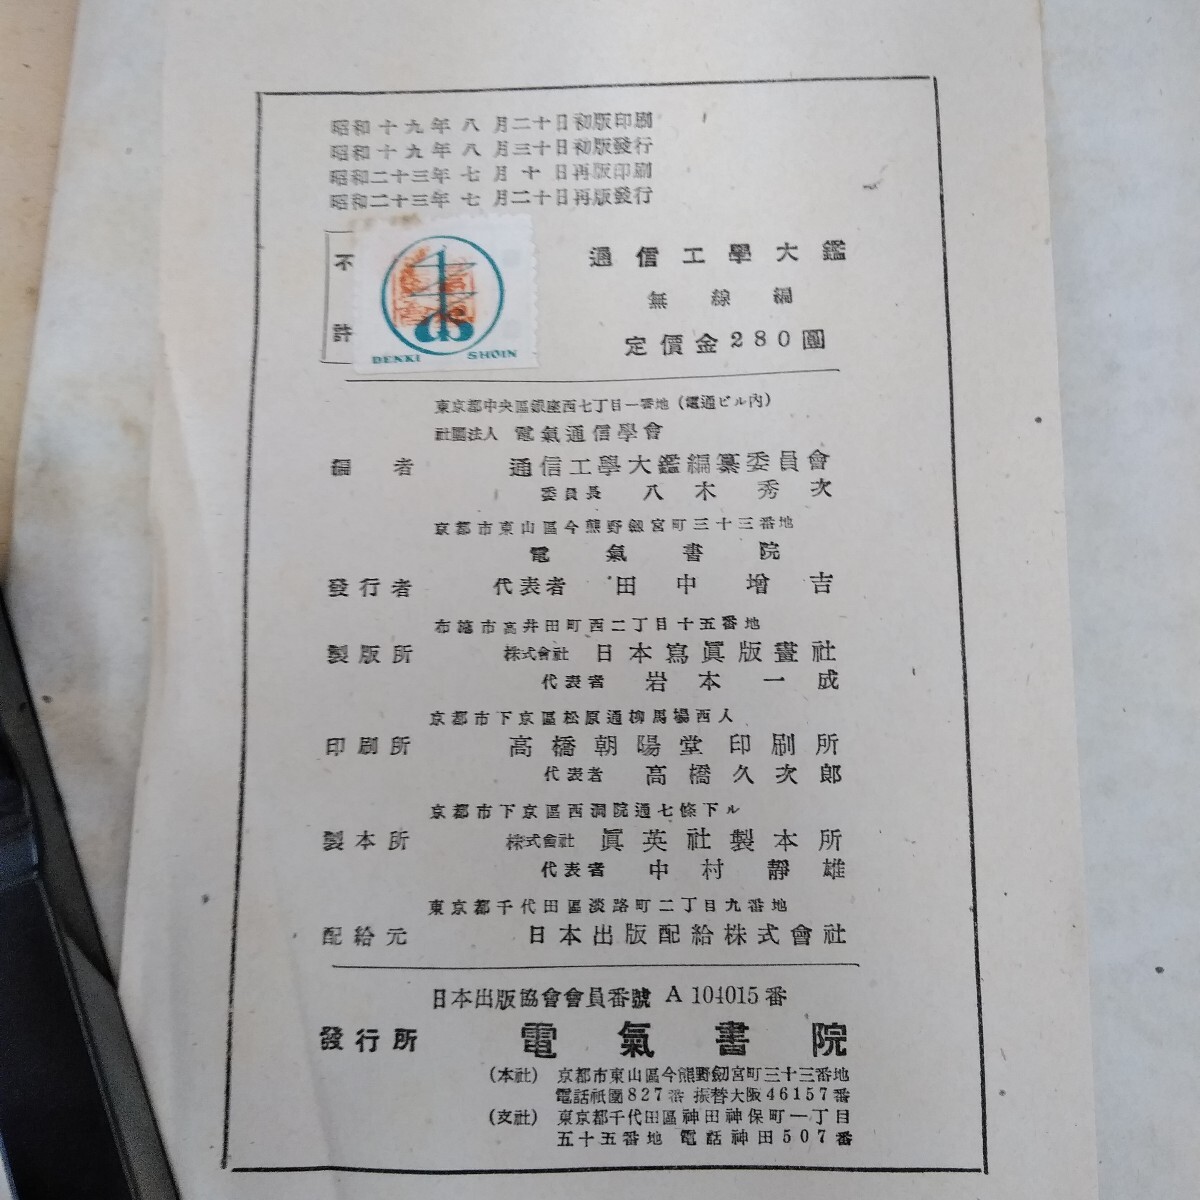 昭和十九年八月二十日初版印刷
昭和十九年八月三十日初版發行
昭和二十三年七月十日再版印刷
昭和二十三年七月二十日再版發行
不許
DENKI SHOIN
通信工學大鑑
無線編
定價金280圓
東京都中央區銀座西七丁目一番地(電通ビル内)
社團法人 電氣通信學會
編者 通信工學大鑑編纂委員會
委員長 八木秀次
京都市東山區今熊野劔宮町三十三番地
電氣書院
發行者 代表者 田中增吉
布施市高井田町西二丁目十五番地
製版所 株式會社 日本寫眞版畫社
代表者 岩本一成
京都市下京區松原通柳馬場西入
印刷所 高橋朝陽堂印刷所
代表者 高橋久次郎
京都市下京區西洞院通七條下ル
製本所 株式會社 眞英社製本所
代表者 中村靜雄
東京都千代田區淡路町二丁目九番地
配給元 日本出版配給株式會社
日本出版協會會員番號 A 104015番
發行所 電氣書院
(本社) 京都市東山區今熊野劔宮町三十三番地
電話祇園827番 振替大阪46157番
(支社) 東京都千代田區神田神保町一丁目
五十五番地 電話神田507番